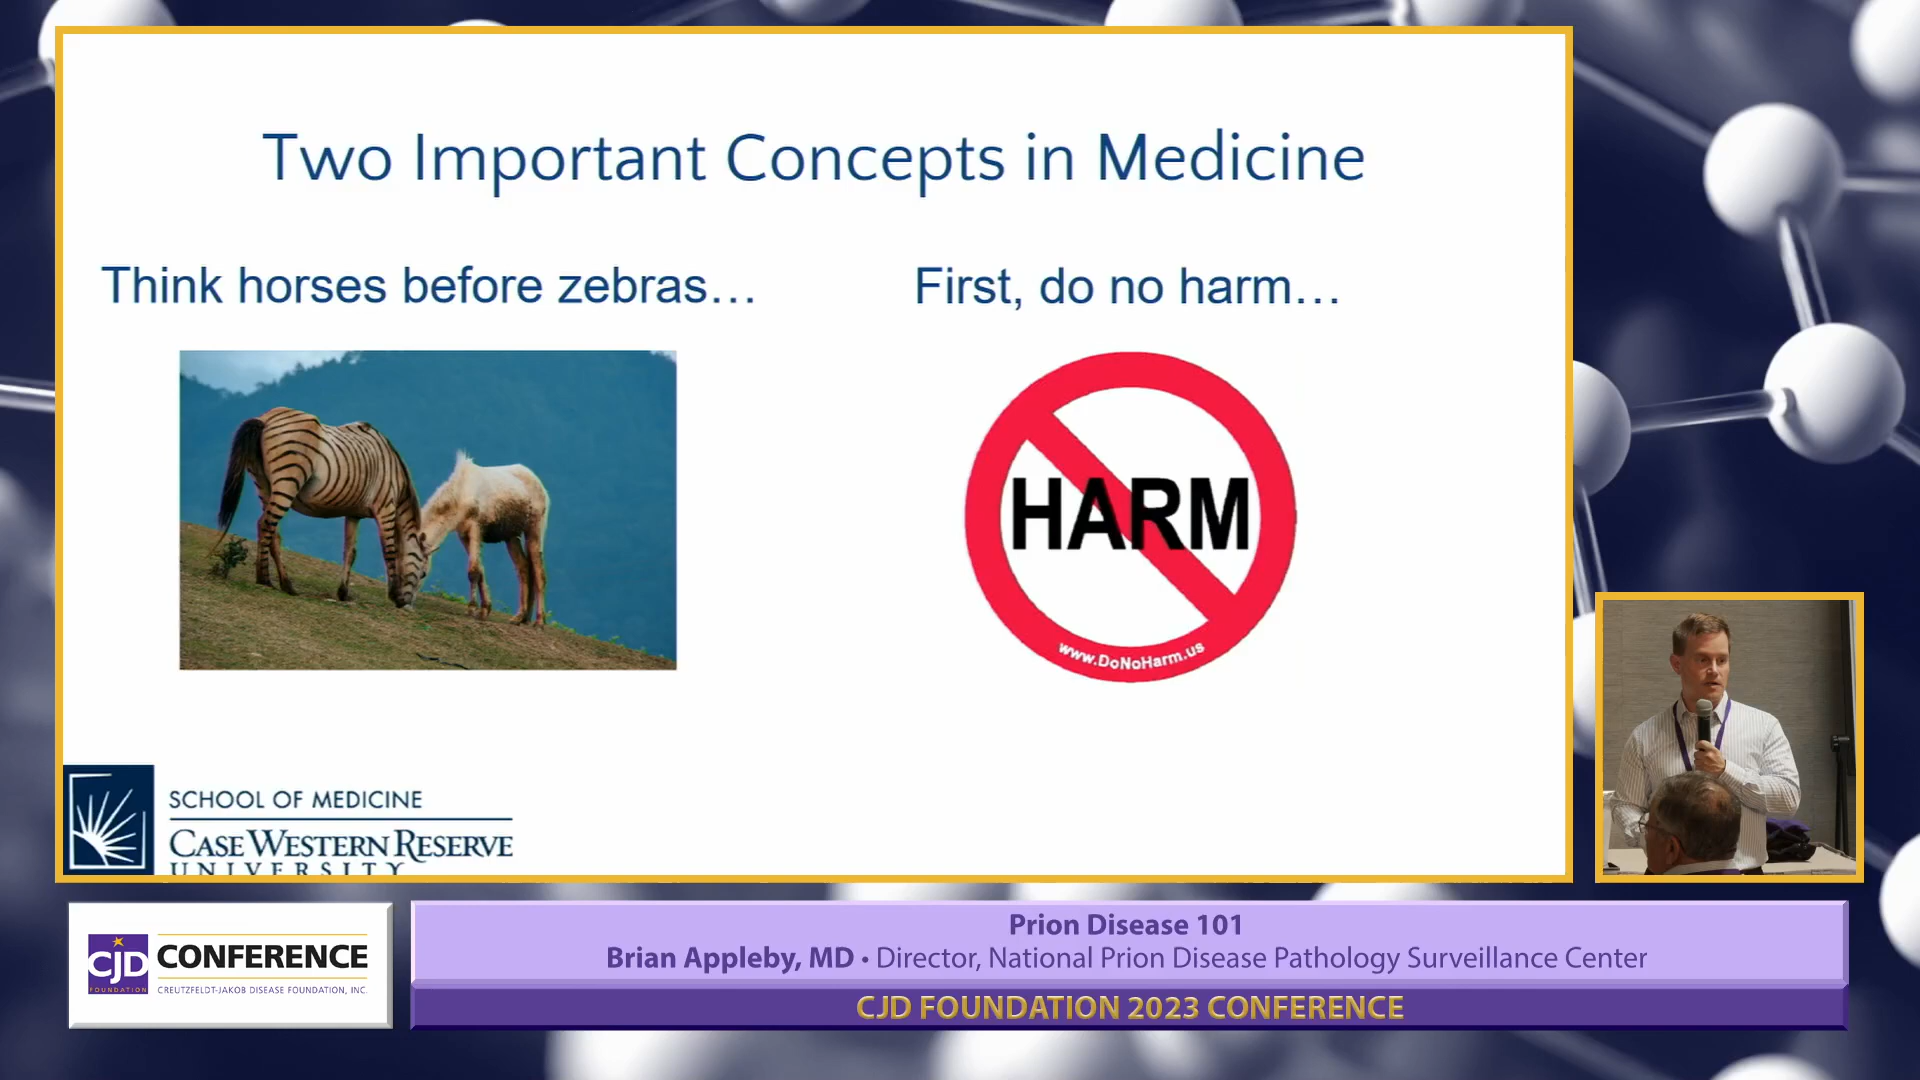 Two Important Concepts in Medicine
Think horses before zebras…
First, do no harm…
HARM
www.DoNoHarm.us
SCHOOL OF MEDICINE
CASE WESTERN RESERVE
UNIVERSITY
CJD
FOUNDATION
CONFERENCE
CREUTZFELDT-JAKOB DISEASE FOUNDATION, INC.
Prion Disease 101
Brian Appleby, MD • Director, National Prion Disease Pathology Surveillance Center
CJD FOUNDATION 2023 CONFERENCE